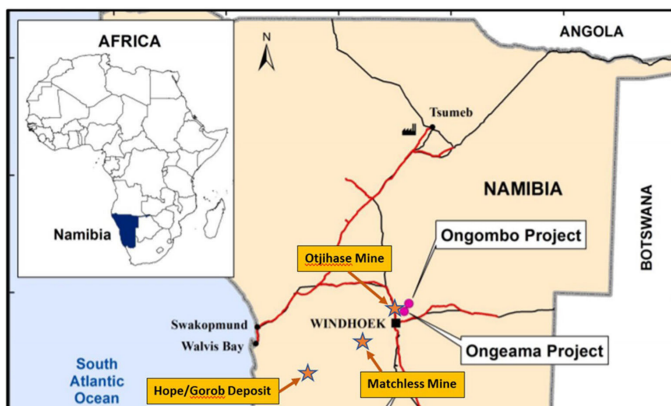 AFRICA
Namibia
N
ANGOLA
Tsumeb
NAMIBIA
BOTSWANA
Ongombo Project
Otjihase Mine
Swakopmund
WINDHOEK
Walvis Bay
Ongeama Project
South
Atlantic
Ocean
Hope/Gorob Deposit
Matchless Mine